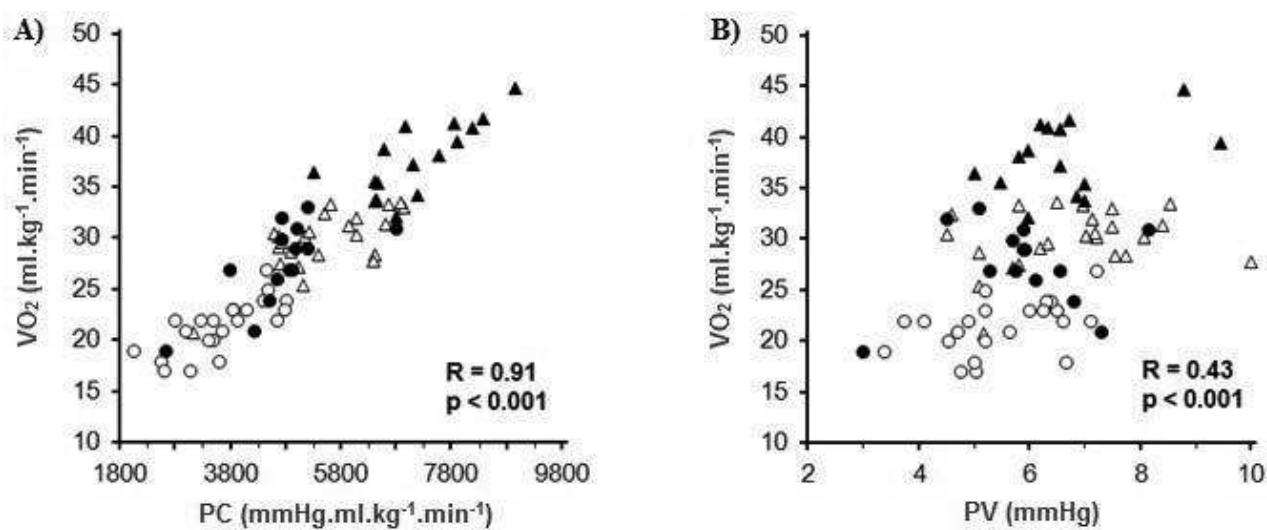 A)
VO₂ (ml.kg⁻¹.min⁻¹)
50
45
40
35
30
25
20
15
10
R = 0.91
p < 0.001
1800 3800 5800 7800 9800
PC (mmHg.ml.kg⁻¹.min⁻¹)
B)
VO₂ (ml.kg⁻¹.min⁻¹)
50
45
40
35
30
25
20
15
10
R = 0.43
p < 0.001
2 4 6 8 10
PV (mmHg)